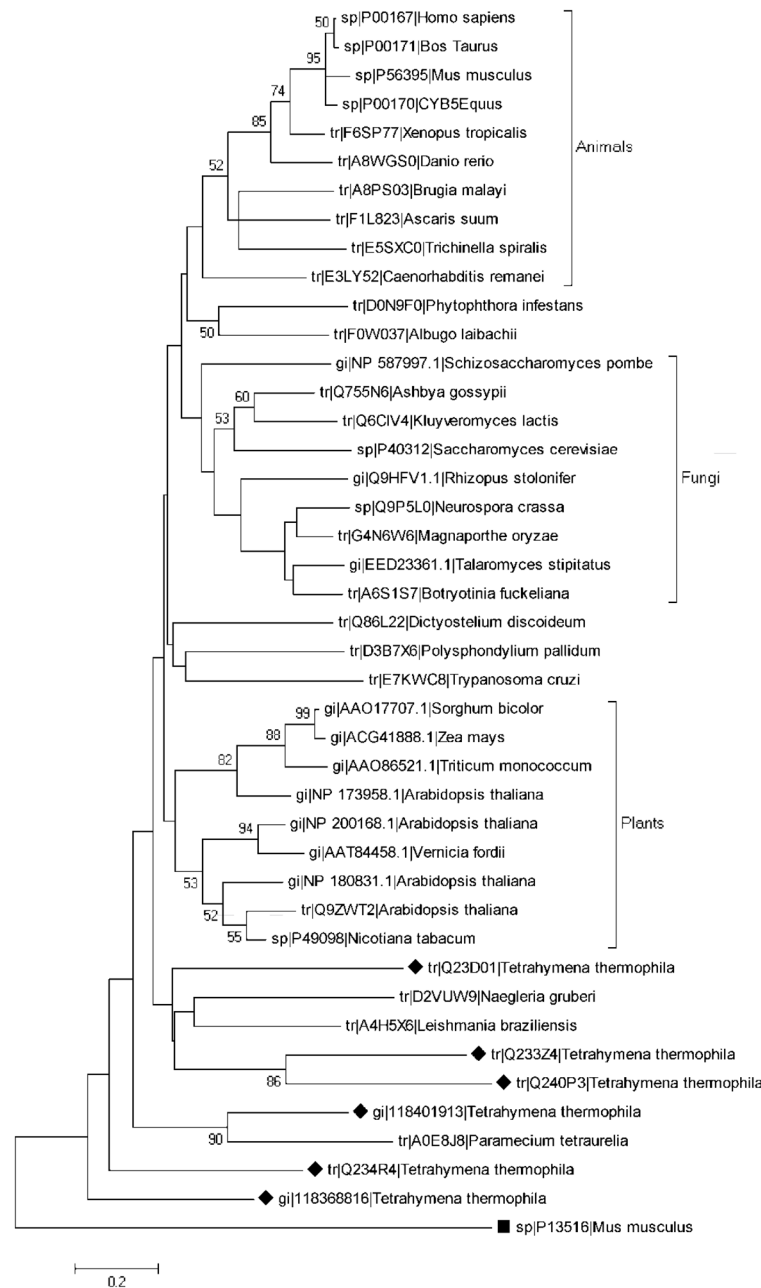 50
sp|P00167|Homo sapiens
sp|P00171|Bos Taurus
95
sp|P56395|Mus musculus
74
sp|P00170|CYB5Equus
85
tr|F6SP77|Xenopus tropicalis
Animals
52
tr|A8WGS0|Danio rerio
tr|A8PS03|Brugia malayi
tr|F1L823|Ascaris suum
tr|E5SXC0|Trichinella spiralis
tr|E3LY52|Caenorhabditis remanei
tr|D0N9F0|Phytophthora infestans
50
tr|F0W037|Albugo laibachii
gi|NP 587997.1|Schizosaccharomyces pombe
60
tr|Q755N6|Ashbya gossypii
53
tr|Q6CIV4|Kluyveromyces lactis
sp|P40312|Saccharomyces cerevisiae
gi|Q9HFV1.1|Rhizopus stolonifer
Fungi
sp|Q9P5L0|Neurospora crassa
tr|G4N6W6|Magnaporthe oryzae
gi|EED23361.1|Talaromyces stipitatus
tr|A6S1S7|Botryotinia fuckeliana
tr|Q86L22|Dictyostelium discoideum
tr|D3B7X6|Polysphondylium pallidum
tr|E7KWC8|Trypanosoma cruzi
99
gi|AAO17707.1|Sorghum bicolor
88
gi|ACG41888.1|Zea mays
82
gi|AAO86521.1|Triticum monococcum
gi|NP 173958.1|Arabidopsis thaliana
94
gi|NP 200168.1|Arabidopsis thaliana
Plants
gi|AAT84458.1|Vernicia fordii
53
gi|NP 180831.1|Arabidopsis thaliana
52
tr|Q9ZWT2|Arabidopsis thaliana
55
sp|P49098|Nicotiana tabacum
tr|Q23D01|Tetrahymena thermophila
tr|D2VUW9|Naegleria gruberi
tr|A4H5X6|Leishmania braziliensis
tr|Q233Z4|Tetrahymena thermophila
86
tr|Q240P3|Tetrahymena thermophila
gi|118401913|Tetrahymena thermophila
90
tr|A0E8J8|Paramecium tetraurelia
tr|Q234R4|Tetrahymena thermophila
gi|118368816|Tetrahymena thermophila
sp|P13516|Mus musculus
0.2